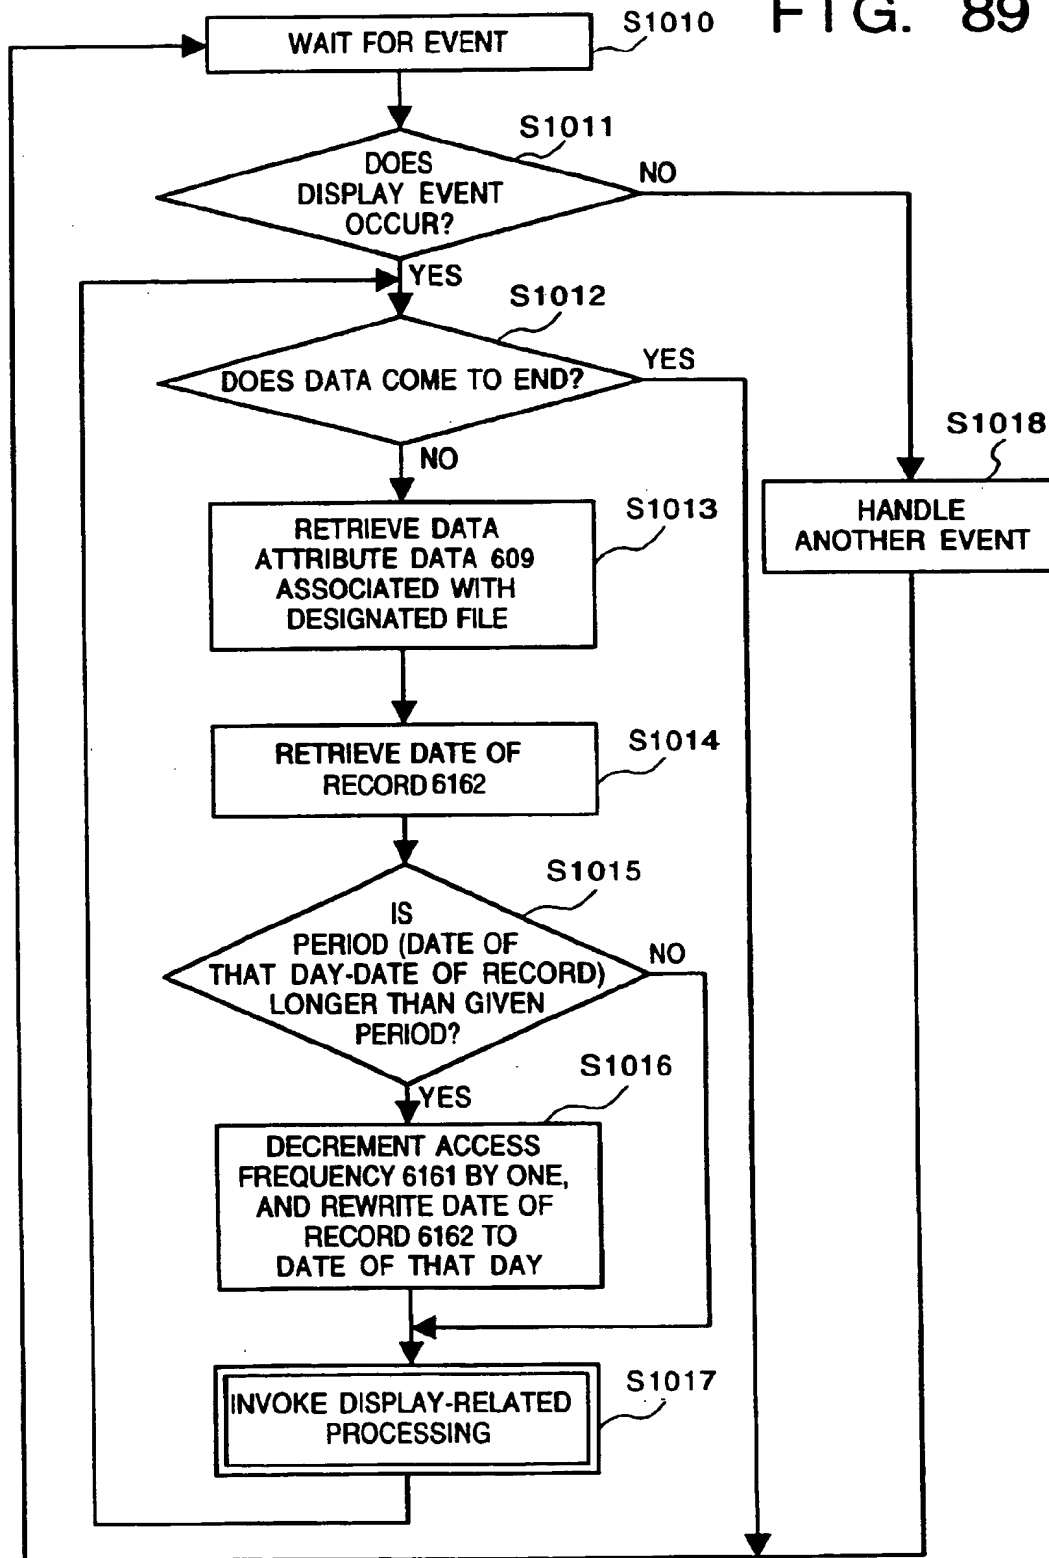 FIG. 89
WAIT FOR EVENT
S1010
S1011
DOES
DISPLAY EVENT
OCCUR?
NO
YES
S1012
DOES DATA COME TO END?
YES
NO
S1018
HANDLE
ANOTHER EVENT
S1013
RETRIEVE DATA
ATTRIBUTE DATA 609
ASSOCIATED WITH
DESIGNATED FILE
S1014
RETRIEVE DATE OF
RECORD 6162
S1015
IS
PERIOD (DATE OF
THAT DAY-DATE OF RECORD)
LONGER THAN GIVEN
PERIOD?
NO
YES
S1016
DECREMENT ACCESS
FREQUENCY 6161 BY ONE,
AND REWRITE DATE OF
RECORD 6162 TO
DATE OF THAT DAY
S1017
INVOKE DISPLAY-RELATED
PROCESSING